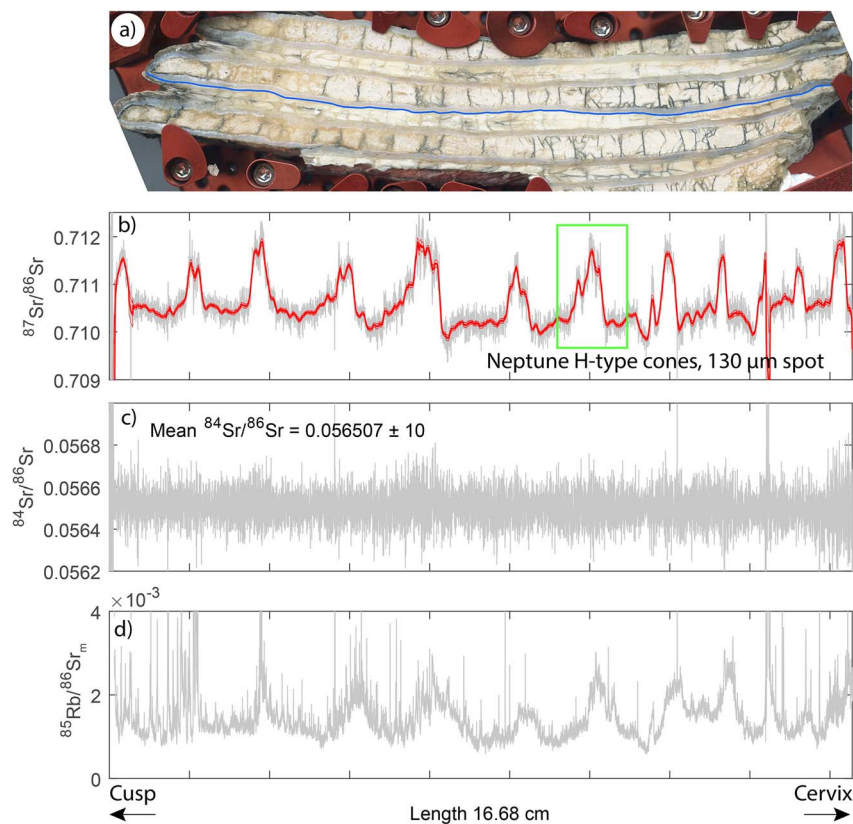 a)
b)
0.712
0.711
0.710
0.709
⁸⁷Sr/⁸⁶Sr
Neptune H-type cones, 130 µm spot
c)
Mean ⁸⁴Sr/⁸⁶Sr = 0.056507 ± 10
0.0568
0.0566
0.0564
0.0562
⁸⁴Sr/⁸⁶Sr
×10⁻³
d)
4
2
0
⁸⁵Rb/⁸⁶Srₘ
Cusp
Cervix
Length 16.68 cm